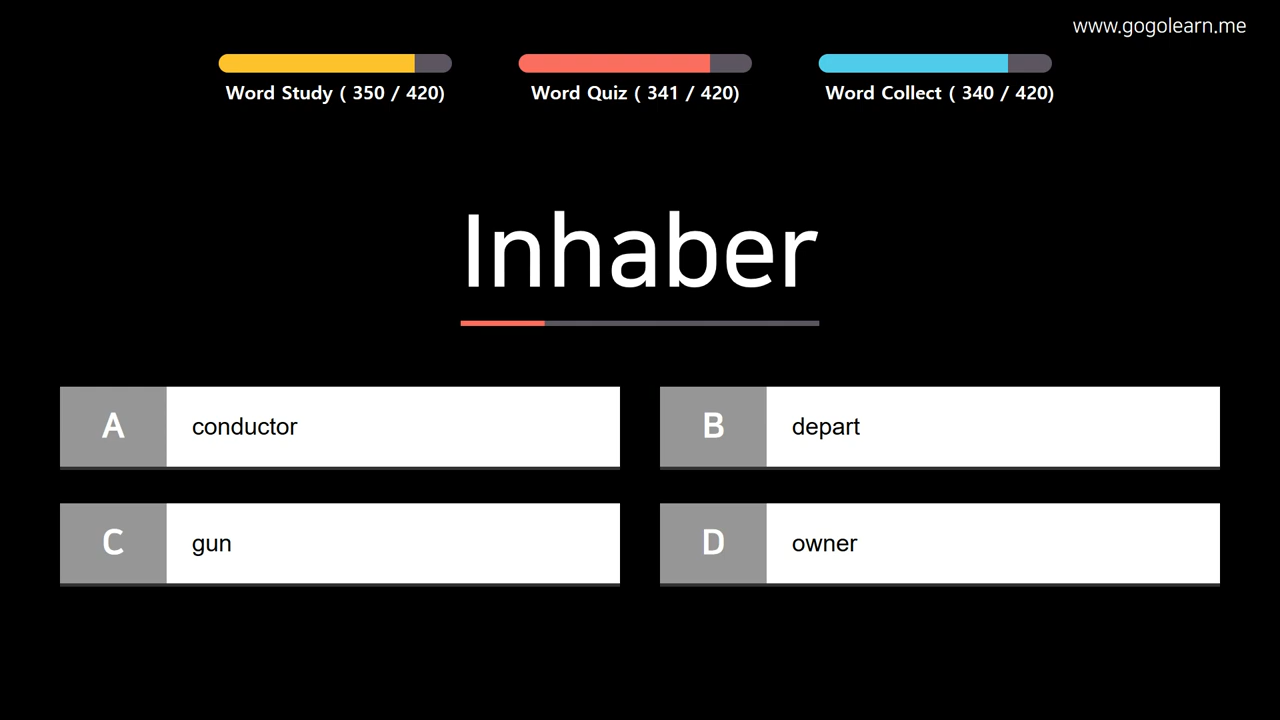 www.gogolearn.me
Word Study ( 350 / 420)
Word Quiz ( 341 / 420)
Word Collect ( 340 / 420)
Inhaber
A conductor
B depart
C gun
D owner